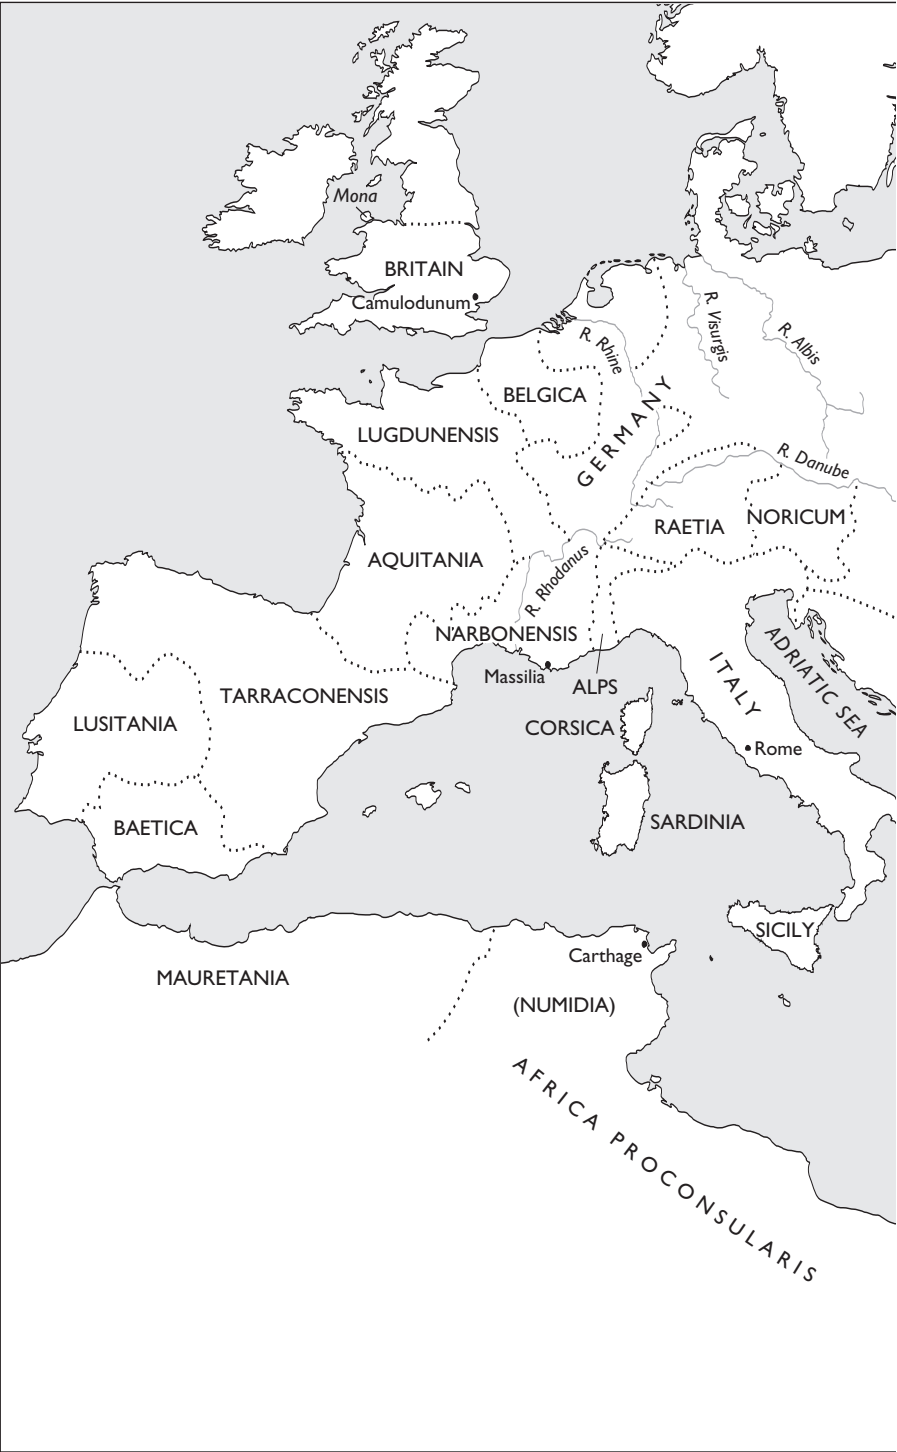 Mona
BRITAIN
Camulodunum
R. Visurgis
R. Albis
R. Rhine
BELGICA
LUGDUNENSIS
GERMANY
R. Danube
RAETIA
NORICUM
AQUITANIA
R. Rhodanus
NARBONENSIS
Massilia
ALPS
ITALY
ADRIATIC SEA
TARRACONENSIS
LUSITANIA
CORSICA
Rome
BAETICA
SARDINIA
SICILY
Carthage
MAURETANIA
(NUMIDIA)
AFRICA PROCONSULARIS